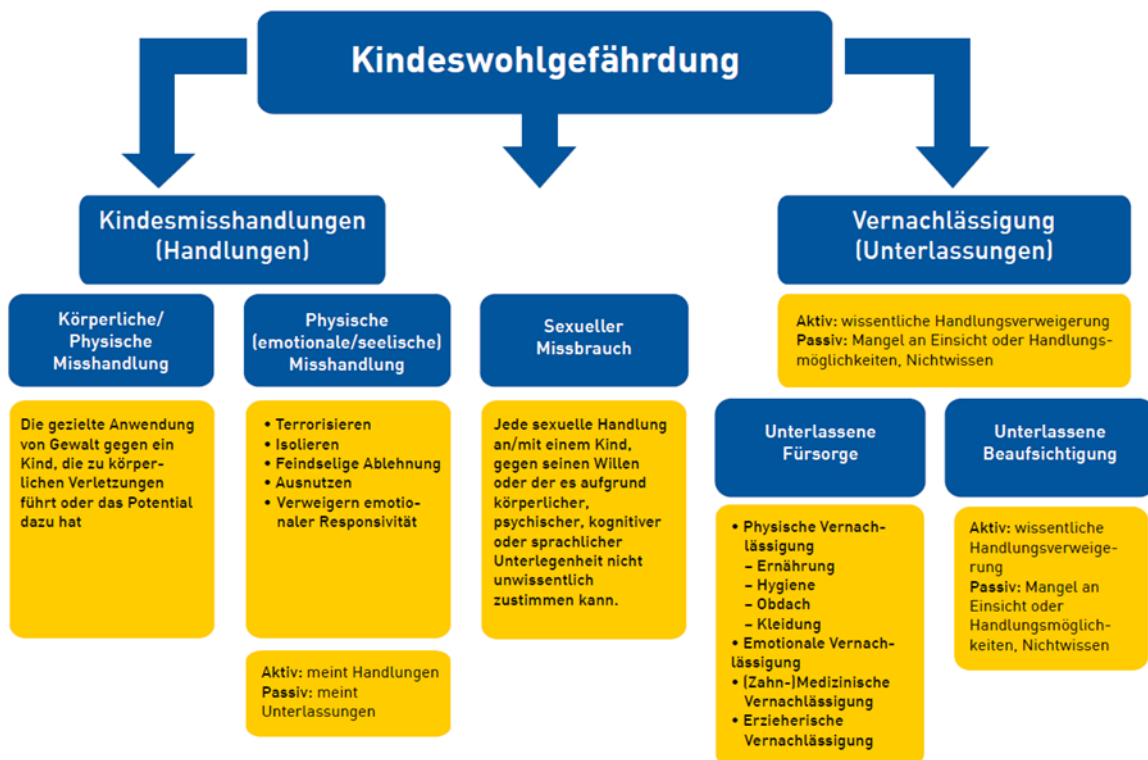 Kindeswohlgefährdung
Kindesmisshandlungen
(Handlungen)
Vernachlässigung
(Unterlassungen)
Körperliche/
Physische
Misshandlung
Physische
(emotionale/seelische)
Misshandlung
Sexueller
Missbrauch
Aktiv: wissentliche Handlungsverweigerung
Passiv: Mangel an Einsicht oder Handlungs-
möglichkeiten, Nichtwissen
Die gezielte Anwendung
von Gewalt gegen ein
Kind, die zu körper-
lichen Verletzungen
führt oder das Potential
dazu hat
• Terrorisieren
• Isolieren
• Feindselige Ablehnung
• Ausnutzen
• Verweigern emotio-
naler Responsivität
Jede sexuelle Handlung
an/mit einem Kind,
gegen seinen Willen
oder der es aufgrund
körperlicher,
psychischer, kognitiver
oder sprachlicher
Unterlegenheit nicht
unwissentlich
zustimmen kann.
Aktiv: meint Handlungen
Passiv: meint
Unterlassungen
Unterlassene
Fürsorge
Unterlassene
Beaufsichtigung
• Physische Vernach-
lässigung
– Ernährung
– Hygiene
– Obdach
– Kleidung
• Emotionale Vernach-
lässigung
• (Zahn-)Medizinische
Vernachlässigung
• Erzieherische
Vernachlässigung
Aktiv: wissentliche
Handlungsverweige-
rung
Passiv: Mangel an
Einsicht oder
Handlungsmöglich-
keiten, Nichtwissen